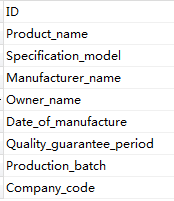 ID
Product_name
Specification_model
Manufacturer_name
Owner_name
Date_of_manufacture
Quality_guarantee_period
Production_batch
Company_code